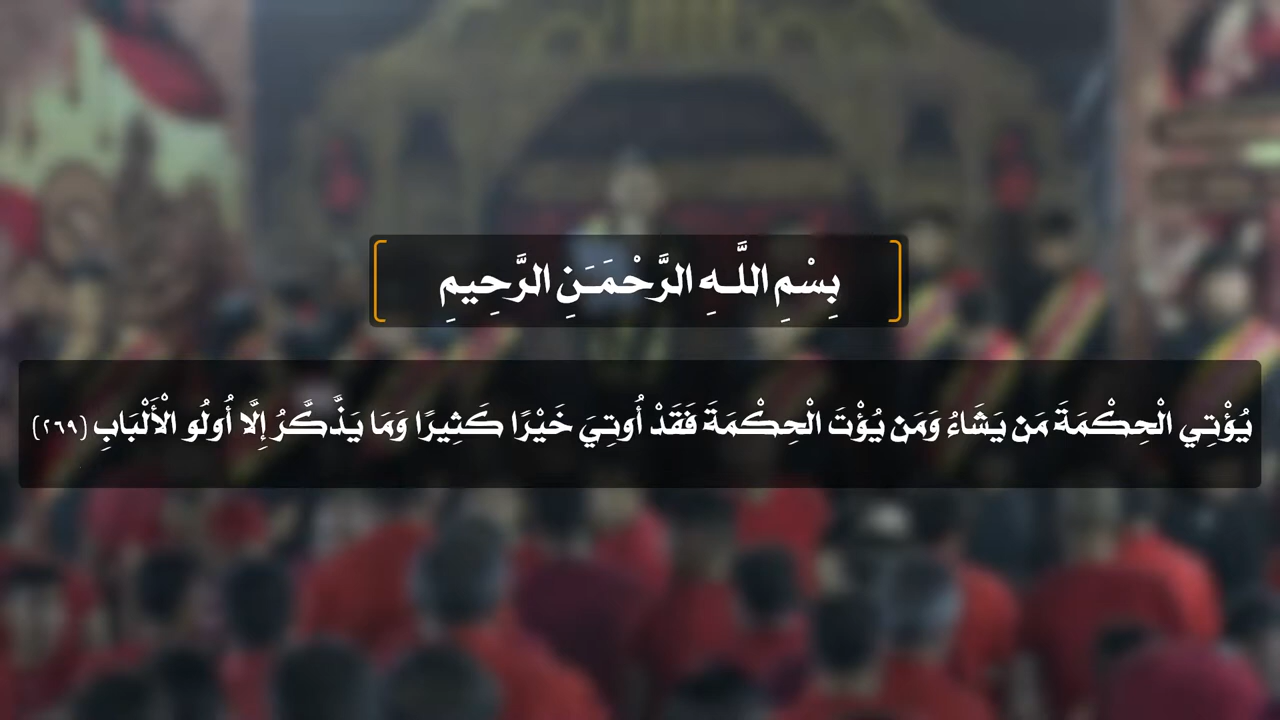 بِسْمِ اللَّـهِ الرَّحْمَـٰنِ الرَّحِيمِ
يُؤْتِي الْحِكْمَةَ مَن يَشَاءُ وَمَن يُؤْتَ الْحِكْمَةَ فَقَدْ أُوتِيَ خَيْرًا كَثِيرًا وَمَا يَذَّكَّرُ إِلَّا أُولُو الْأَلْبَابِ (٢٦٩)